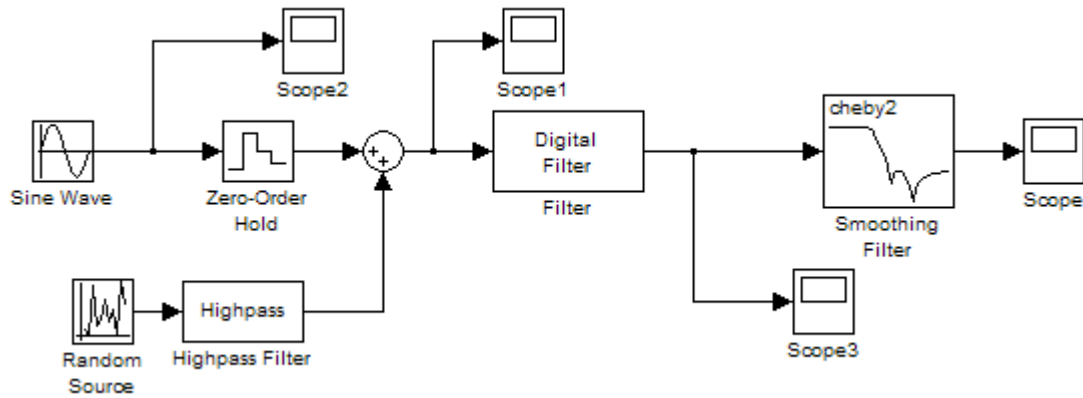 Scope2
Scope1
cheby2
Digital
Filter
Scope
Sine Wave
Zero-Order
Hold
Filter
Smoothing
Filter
Highpass
Scope3
Random
Source
Highpass Filter